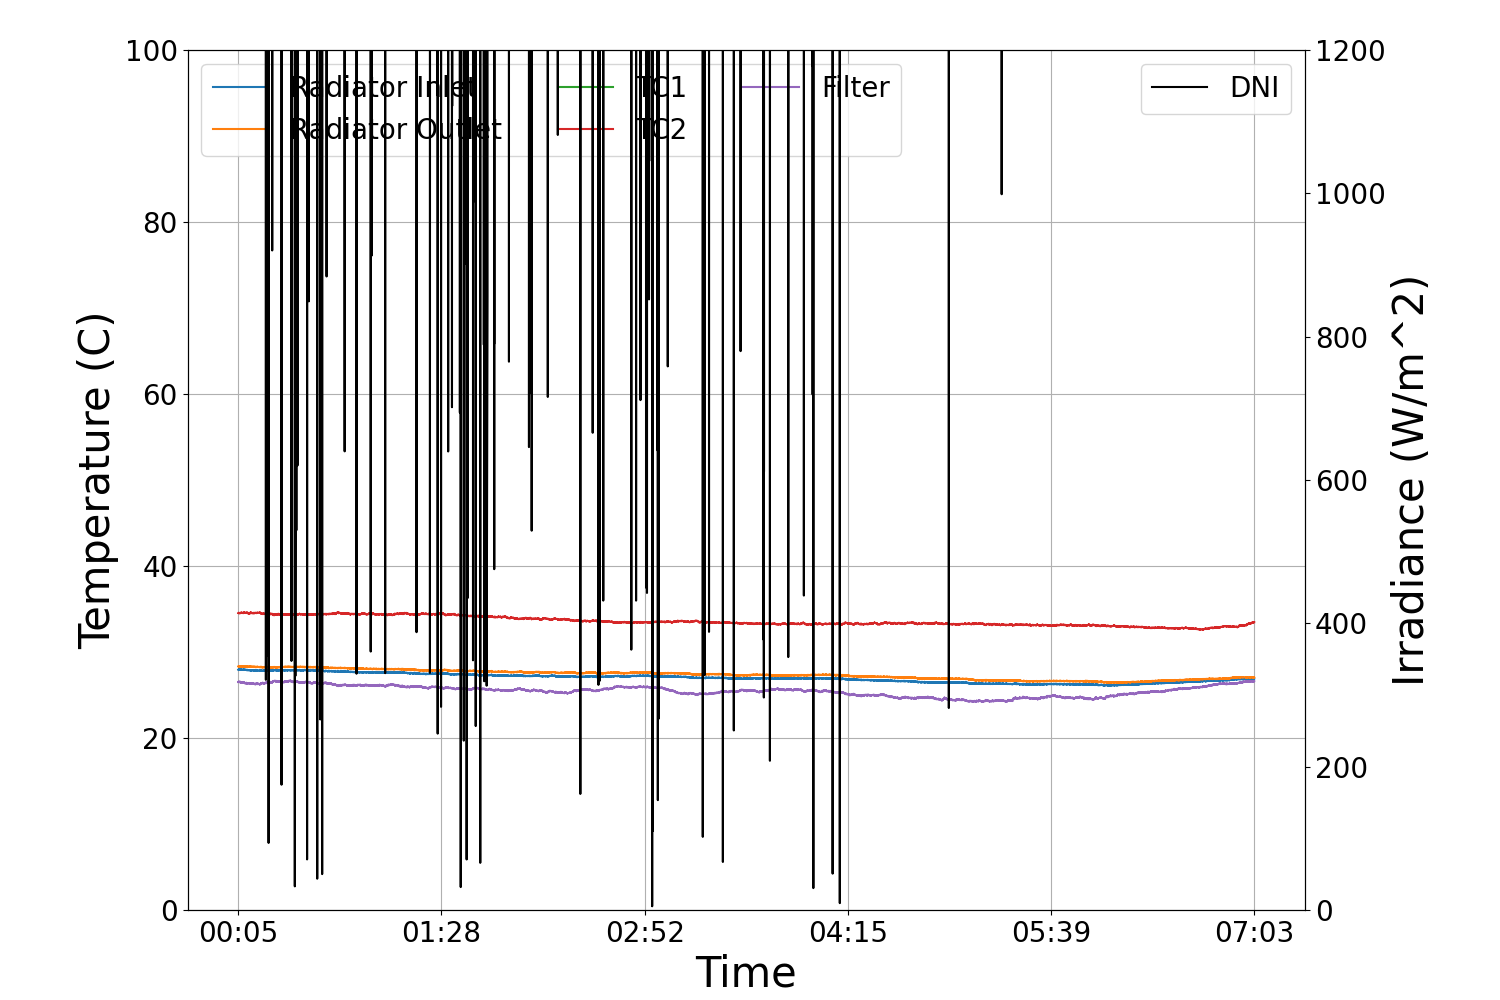 100
80
60
40
20
0
Temperature (C)
Radiator Inlet
Radiator Outlet
TC1
TC2
Filter
DNI
1200
1000
800
600
400
200
0
Irradiance (W/m^2)
00:05 01:28 02:52 04:15 05:39 07:03
Time